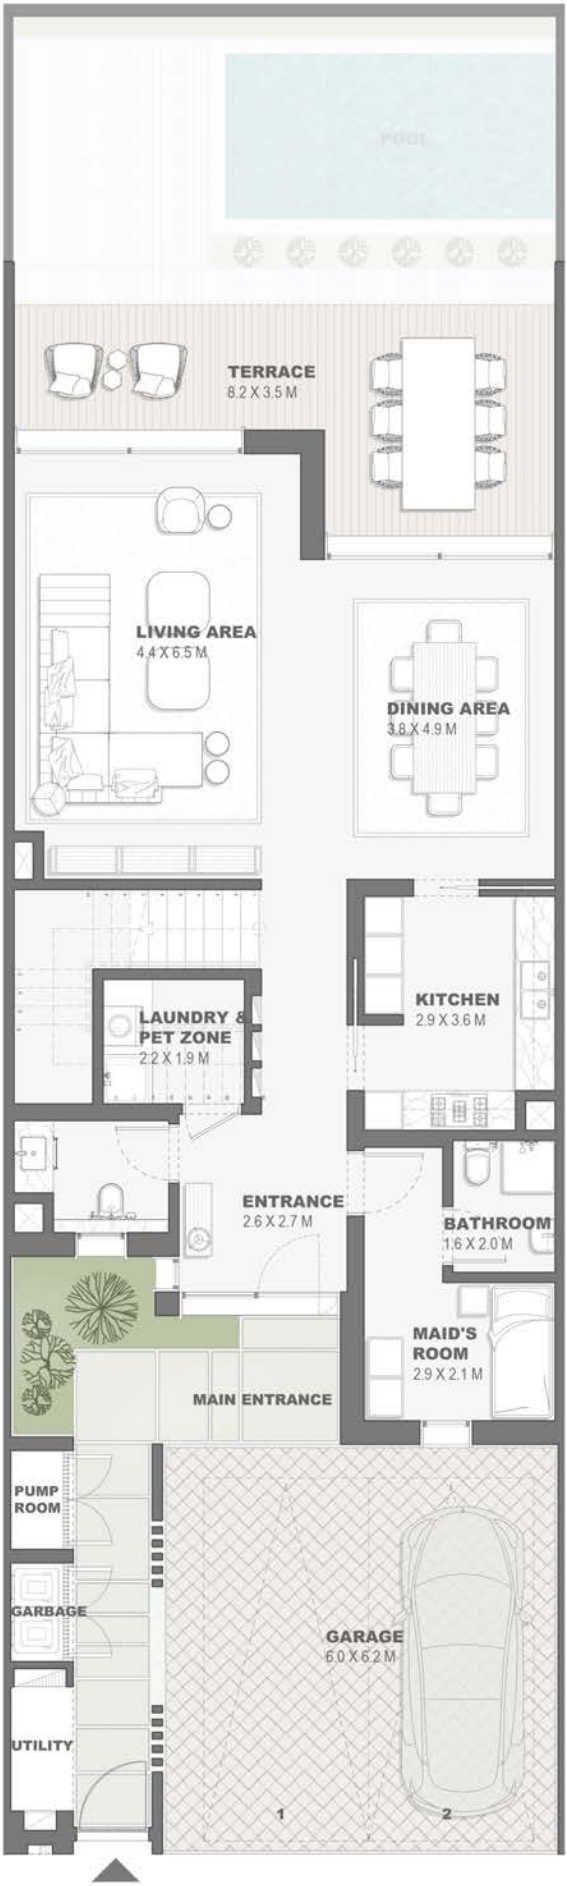 POOL
TERRACE
8.2 X 3.5 M
LIVING AREA
4.4 X 6.5 M
DINING AREA
3.8 X 4.9 M
KITCHEN
2.9 X 3.6 M
LAUNDRY &
PET ZONE
2.2 X 1.9 M
ENTRANCE
2.6 X 2.7 M
BATHROOM
1.6 X 2.0 M
MAID'S
ROOM
2.9 X 2.1 M
MAIN ENTRANCE
PUMP
ROOM
GARBAGE
GARAGE
6.0 X 6.2 M
UTILITY
1
2